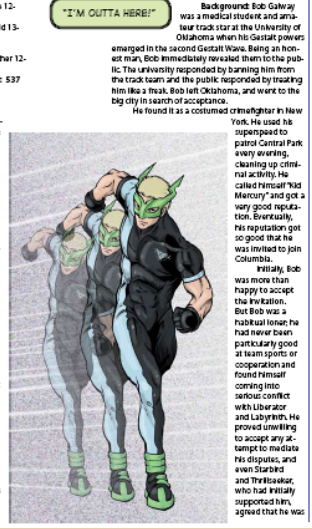 e 12-
ld 13-
her 12-
: 537
"I'M OUTTA HERE!"
Background: Bob Galway
was a medical student and ama-
teur track star at the University of
Oklahoma when his Gestalt powers
emerged in the second Gestalt Wave. Being an hon-
est man, Bob immediately revealed them to the pub-
lic. The university responded by banning him from
the track team and the public responded by treating
him like a freak. Bob left Oklahoma, and went to the
big city in search of acceptance.
He found it as a costumed crimefighter in New
York. He used his
superspeed to
patrol Central Park
every evening,
cleaning up crimi-
nal activity. He
called himself "Kid
Mercury" and got a
very good reputa-
tion. Eventually,
his reputation got
so good that he
was invited to join
Columbia.
Initially, Bob
was more than
happy to accept
the invitation.
But Bob was a
habitual loner; he
had never been
particularly good
at team sports or
cooperation and
found himself
coming into
serious conflict
with Liberator
and Labyrinth. He
proved unwilling
to accept any at-
tempt to mediate
his disputes, and
even Starbird
and Thrillseeker,
who had initially
supported him,
agreed that he was